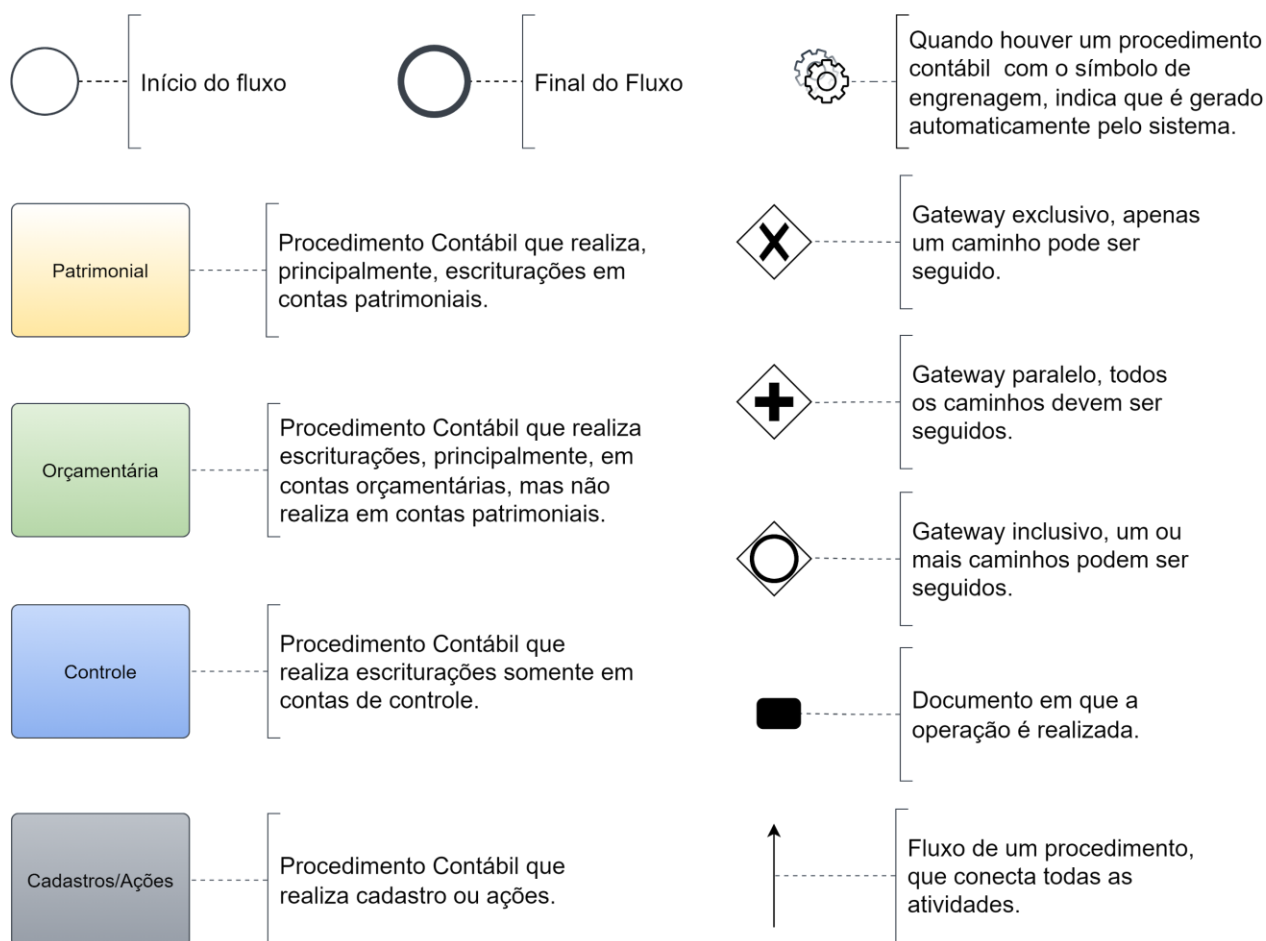 Início do fluxo
Final do Fluxo
Quando houver um procedimento
contábil com o símbolo de
engrenagem, indica que é gerado
automaticamente pelo sistema.
Patrimonial
Procedimento Contábil que realiza,
principalmente, escriturações em
contas patrimoniais.
Gateway exclusivo, apenas
um caminho pode ser
seguido.
Orçamentária
Procedimento Contábil que realiza
escriturações, principalmente, em
contas orçamentárias, mas não
realiza em contas patrimoniais.
Gateway paralelo, todos
os caminhos devem ser
seguidos.
Gateway inclusivo, um ou
mais caminhos podem ser
seguidos.
Controle
Procedimento Contábil que
realiza escriturações somente em
contas de controle.
Documento em que a
operação é realizada.
Cadastros/Ações
Procedimento Contábil que
realiza cadastro ou ações.
Fluxo de um procedimento,
que conecta todas as
atividades.